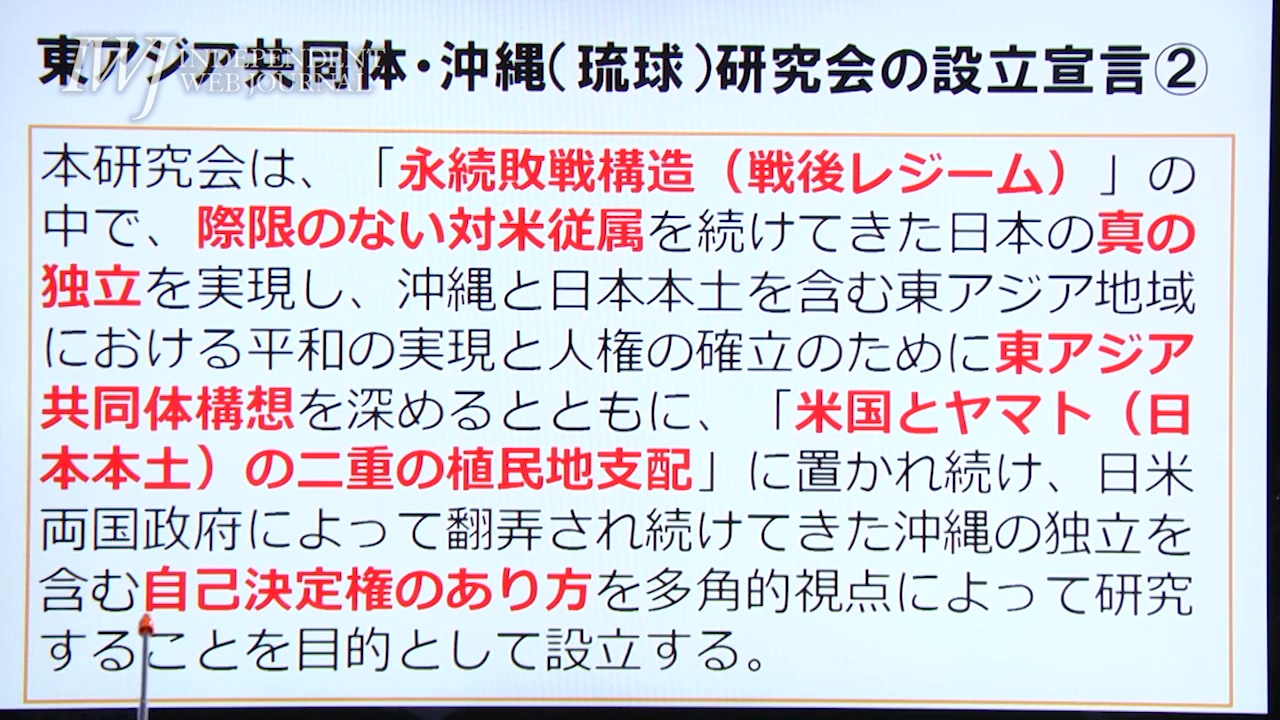 東アジア共同体・沖縄(琉球)研究会の設立宣言②
IWJ INDEPENDENT
WEB JOURNAL
本研究会は、「永続敗戦構造(戦後レジーム)」の
中で、際限のない対米従属を続けてきた日本の真の
独立を実現し、沖縄と日本本土を含む東アジア地域
における平和の実現と人権の確立のために東アジア
共同体構想を深めるとともに、「米国とヤマト(日
本本土)の二重の植民地支配」に置かれ続け、日米
両国政府によって翻弄され続けてきた沖縄の独立を
含む自己決定権のあり方を多角的視点によって研究
することを目的として設立する。